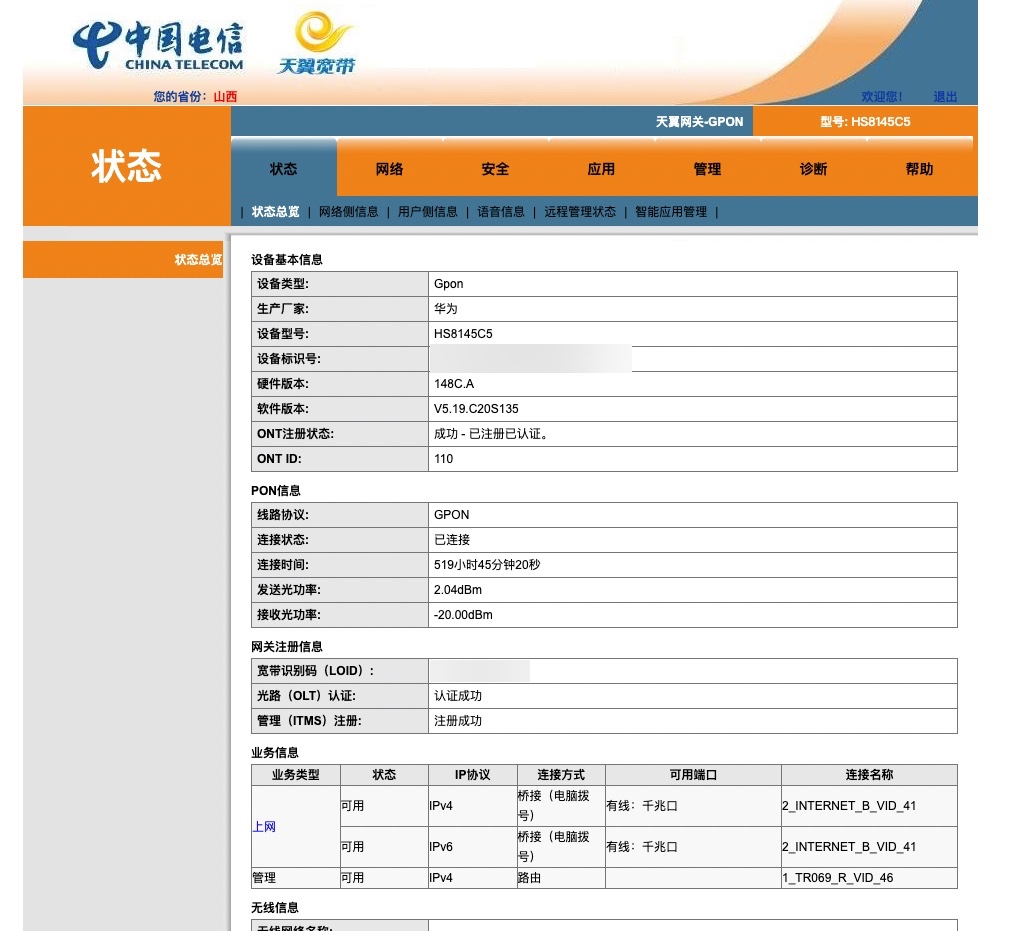 中国电信
CHINA TELECOM
天翼宽带
您的省份：山西
欢迎您！ 退出
天翼网关-GPON 型号: HS8145C5
状态
状态 网络 安全 应用 管理 诊断 帮助
| 状态总览 | 网络侧信息 | 用户侧信息 | 语音信息 | 远程管理状态 | 智能应用管理 |
状态总览
设备基本信息
设备类型: Gpon
生产厂家: 华为
设备型号: HS8145C5
设备标识号:
硬件版本: 148C.A
软件版本: V5.19.C20S135
ONT注册状态: 成功 - 已注册已认证。
ONT ID: 110
PON信息
线路协议: GPON
连接状态: 已连接
连接时间: 519小时45分钟20秒
发送光功率: 2.04dBm
接收光功率: -20.00dBm
网关注册信息
宽带识别码（LOID）:
光路（OLT）认证: 认证成功
管理（ITMS）注册: 注册成功
业务信息
业务类型 状态 IP协议 连接方式 可用端口 连接名称
上网 可用 IPv4 桥接（电脑拨号） 有线：千兆口 2_INTERNET_B_VID_41
可用 IPv6 桥接（电脑拨号） 有线：千兆口 2_INTERNET_B_VID_41
管理 可用 IPv4 路由 1_TR069_R_VID_46
无线信息
无线网络名称: